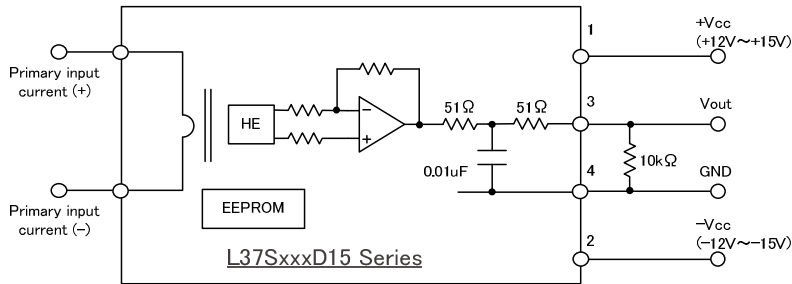 Primary input
current (+)
Primary input
current (−)
HE
EEPROM
−
+
51Ω
51Ω
0.01uF
L37SxxxD15 Series
1
+Vcc
(+12V～+15V)
3
Vout
10kΩ
4
GND
2
−Vcc
(−12V～−15V)